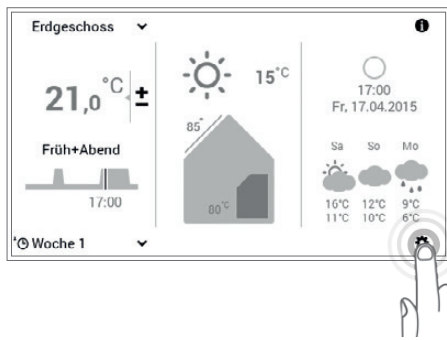 Erdgeschoss
21,0 °C ±
Früh+Abend
17:00
Woche 1
15°C
85°
80°C
17:00
Fr, 17.04.2015
Sa So Mo
16°C 12°C 9°C
11°C 10°C 6°C